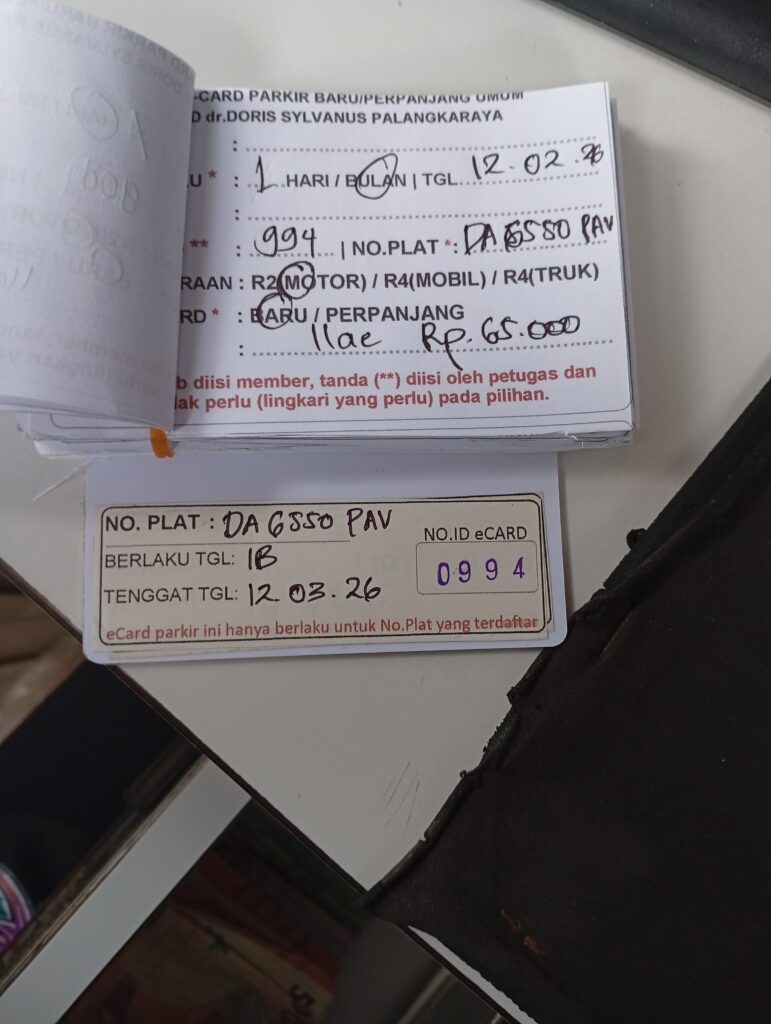 -CARD PARKIR BARU/PERPANJANG UMUM
D dr.DORIS SYLVANUS PALANGKARAYA
:
U * : 1 HARI / BULAN | TGL 12.02.26
:
** : 994 | NO.PLAT * : DA 6550 PAV
RAAN : R2(MOTOR) / R4(MOBIL) / R4(TRUK)
RD * : BARU / PERPANJANG
: Rp. 65.000
b diisi member, tanda (**) diisi oleh petugas dan
ak perlu (lingkari yang perlu) pada pilihan.
NO. PLAT : DA 6550 PAV
BERLAKU TGL: 1B
TENGGAT TGL: 12 03.26
NO.ID eCARD
0994
eCard parkir ini hanya berlaku untuk No.Plat yang terdaftar